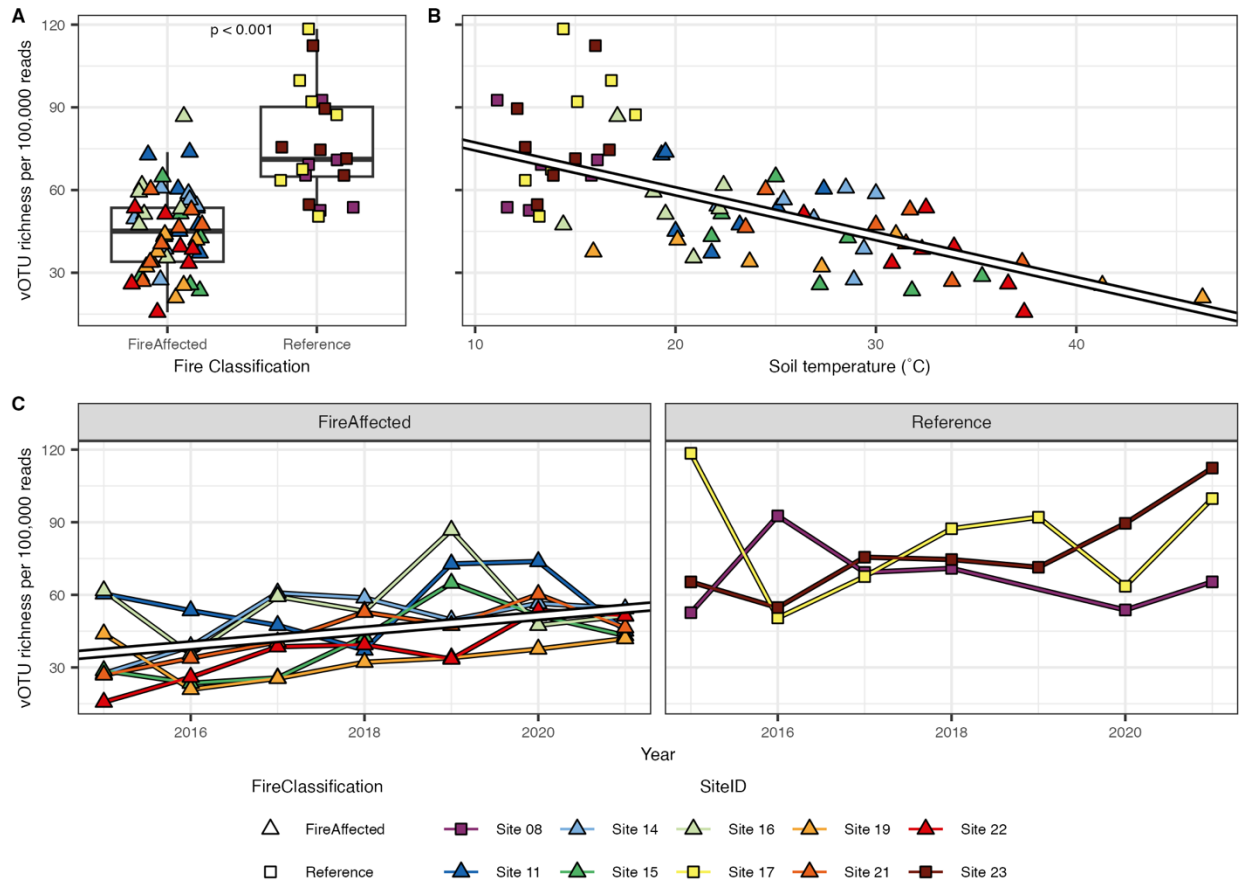 A
B
p < 0.001
vOTU richness per 100,000 reads
120
90
60
30
FireAffected
Reference
Fire Classification
10
20
30
40
Soil temperature (˚C)
C
FireAffected
Reference
vOTU richness per 100,000 reads
120
90
60
30
2016
2018
2020
2016
2018
2020
Year
FireClassification
SiteID
FireAffected
Site 08
Site 14
Site 16
Site 19
Site 22
Reference
Site 11
Site 15
Site 17
Site 21
Site 23